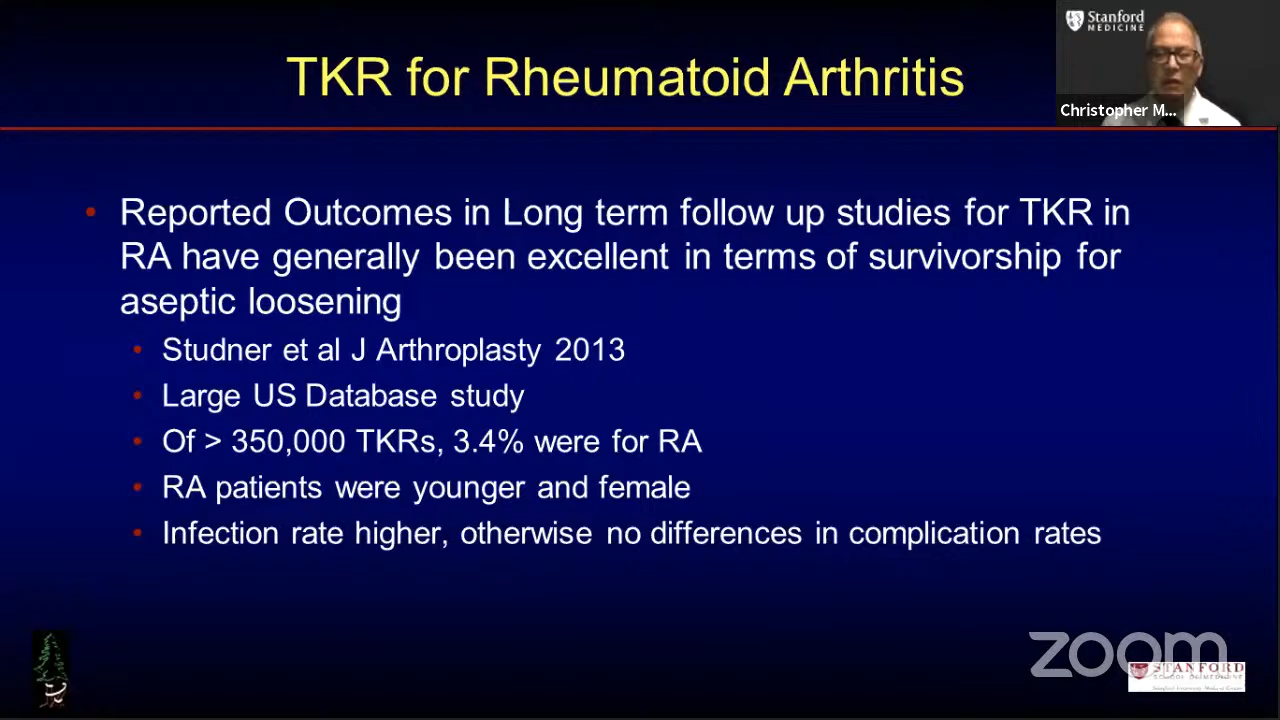 Stanford
MEDICINE
TKR for Rheumatoid Arthritis
Christopher M...
• Reported Outcomes in Long term follow up studies for TKR in
RA have generally been excellent in terms of survivorship for
aseptic loosening
• Studner et al J Arthroplasty 2013
• Large US Database study
• Of > 350,000 TKRs, 3.4% were for RA
• RA patients were younger and female
• Infection rate higher, otherwise no differences in complication rates
zoom
STANFORD
SCHOOL OF MEDICINE